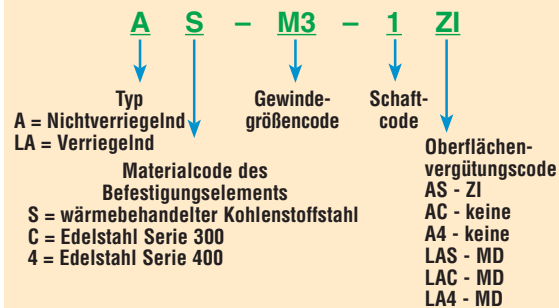 A S – M3 – 1 ZI
Typ
A = Nichtverriegelnd
LA = Verriegelnd
Gewinde-
größencode
Schaft-
code
Materialcode des
Befestigungselements
S = wärmebehandelter Kohlenstoffstahl
C = Edelstahl Serie 300
4 = Edelstahl Serie 400
Oberflächen-
vergütungscode
AS - ZI
AC - keine
A4 - keine
LAS - MD
LAC - MD
LA4 - MD